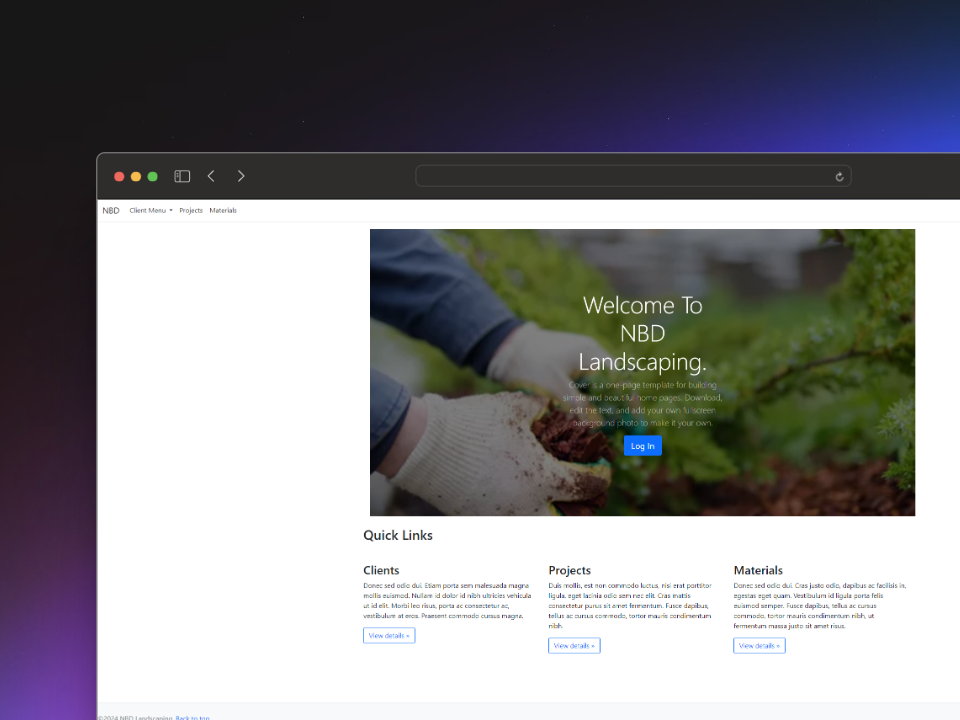 NBD Client Menu Projects Materials
Welcome To
NBD
Landscaping.
Cover is a one-page template for building
simple and beautiful home pages. Download,
edit the text, and add your own fullscreen
background photo to make it your own.
Log In
Quick Links
Clients
Donec sed odio dui. Etiam porta sem malesuada magna
mollis euismod. Nullam id dolor id nibh ultricies vehicula
ut id elit. Morbi leo risus, porta ac consectetur ac,
vestibulum at eros. Praesent commodo cursus magna.
View details »
Projects
Duis mollis, est non commodo luctus, nisi erat porttitor
ligula, eget lacinia odio sem nec elit. Cras mattis
consectetur purus sit amet fermentum. Fusce dapibus,
tellus ac cursus commodo, tortor mauris condimentum
nibh.
View details »
Materials
Donec sed odio dui. Cras justo odio, dapibus ac facilisis in,
egestas eget quam. Vestibulum id ligula porta felis
euismod semper. Fusce dapibus, tellus ac cursus
commodo, tortor mauris condimentum nibh, ut
fermentum massa justo sit amet risus.
View details »
©2024 NBD Landscaping. Back to top